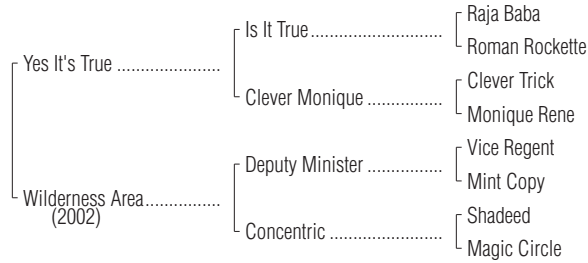 Raja Baba
Is It True
Roman Rockette
Yes It's True
Clever Trick
Clever Monique
Monique Rene
Vice Regent
Deputy Minister
Mint Copy
Wilderness Area
(2002)
Shadeed
Concentric
Magic Circle